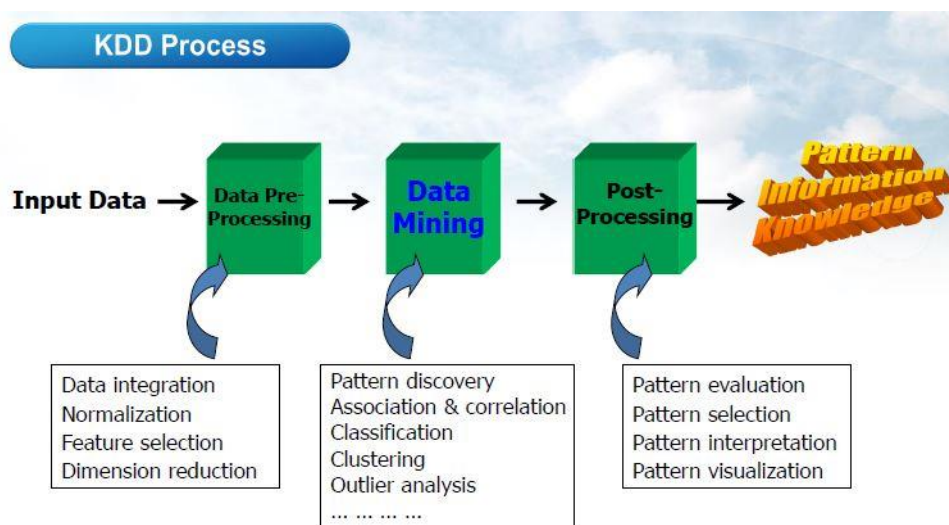 KDD Process
Input Data
Data Pre-
Processing
Data
Mining
Post-
Processing
Pattern
Information
Knowledge
Data integration
Normalization
Feature selection
Dimension reduction
Pattern discovery
Association & correlation
Classification
Clustering
Outlier analysis
... ... ... ...
Pattern evaluation
Pattern selection
Pattern interpretation
Pattern visualization